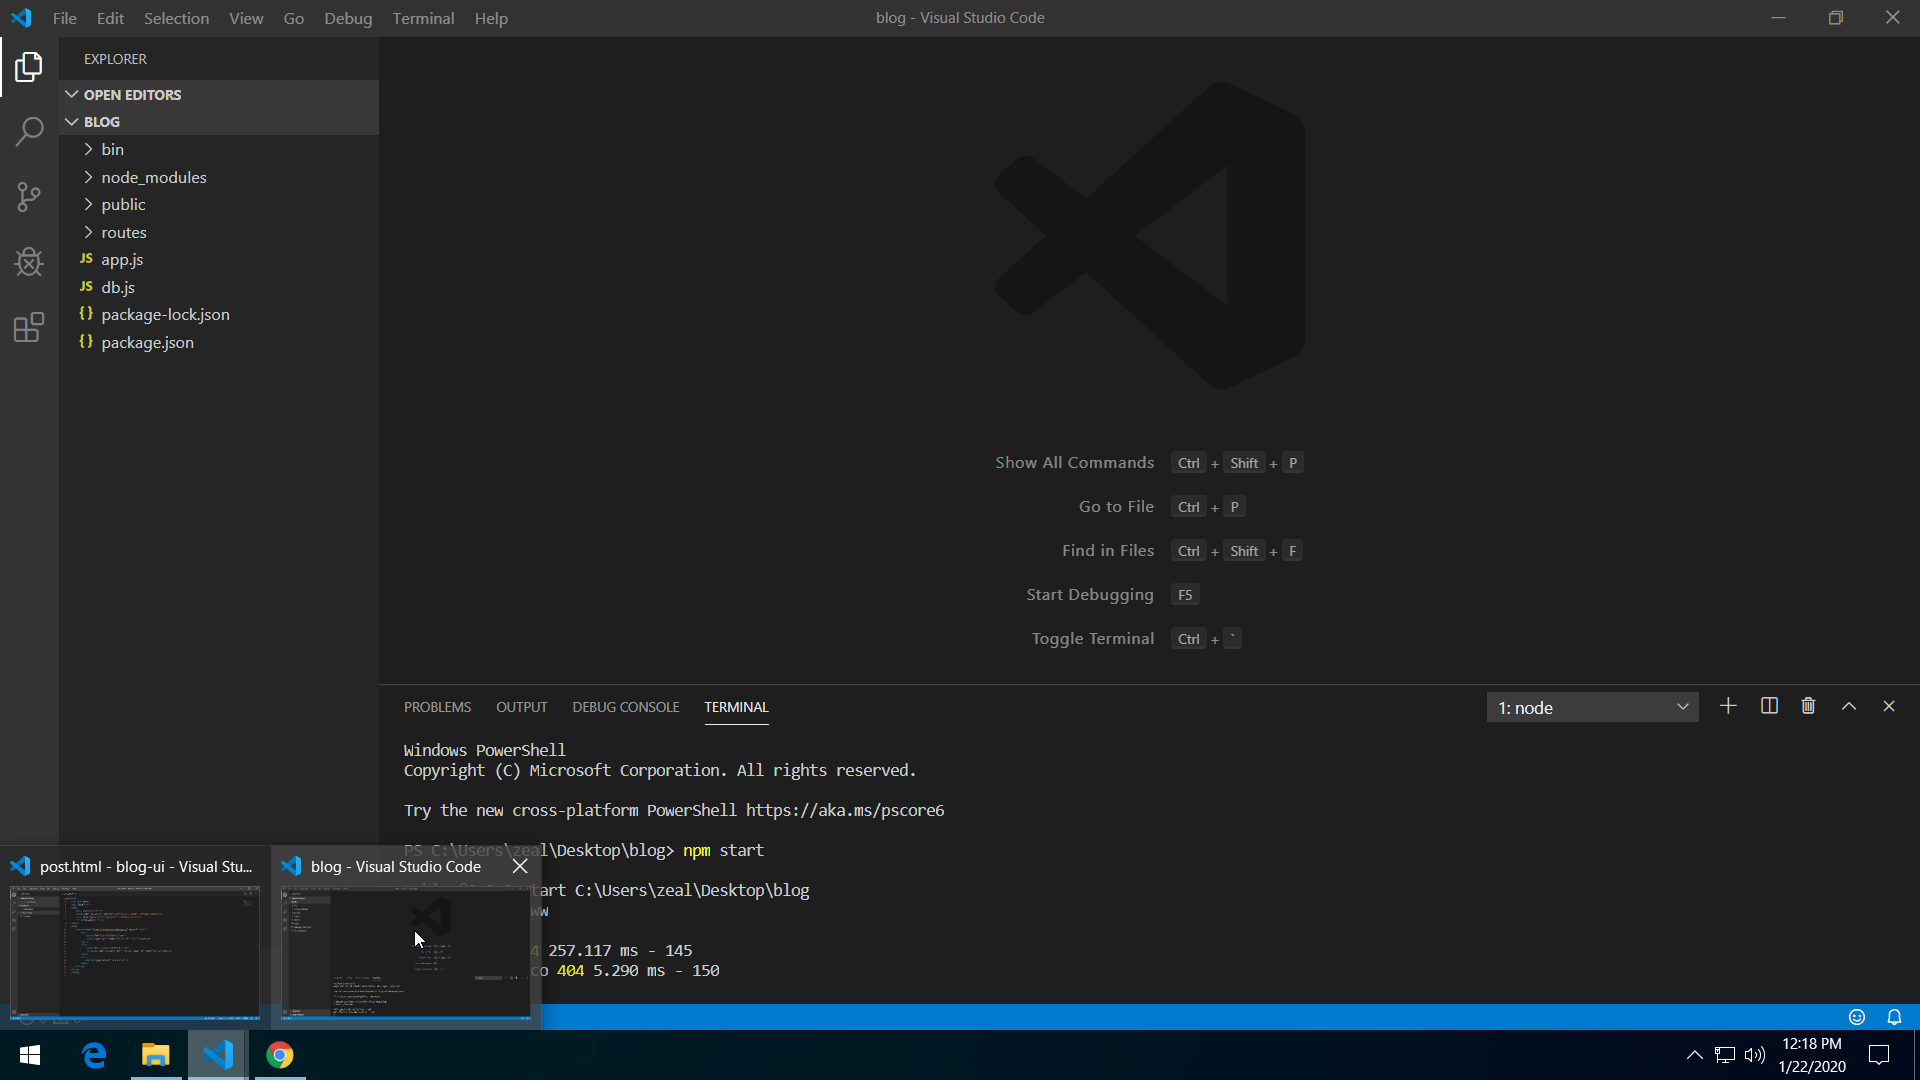 File Edit Selection View Go Debug Terminal Help
blog - Visual Studio Code
EXPLORER
OPEN EDITORS
BLOG
bin
node_modules
public
routes
JS app.js
JS db.js
{} package-lock.json
{} package.json
Show All Commands Ctrl + Shift + P
Go to File Ctrl + P
Find in Files Ctrl + Shift + F
Start Debugging F5
Toggle Terminal Ctrl + `
PROBLEMS OUTPUT DEBUG CONSOLE TERMINAL
1: node
Windows PowerShell
Copyright (C) Microsoft Corporation. All rights reserved.
Try the new cross-platform PowerShell https://aka.ms/pscore6
PS C:\Users\zeal\Desktop\blog> npm start
tart C:\Users\zeal\Desktop\blog
ww
4 257.117 ms - 145
co 404 5.290 ms - 150
post.html - blog-ui - Visual Stu...
blog - Visual Studio Code
12:18 PM
1/22/2020